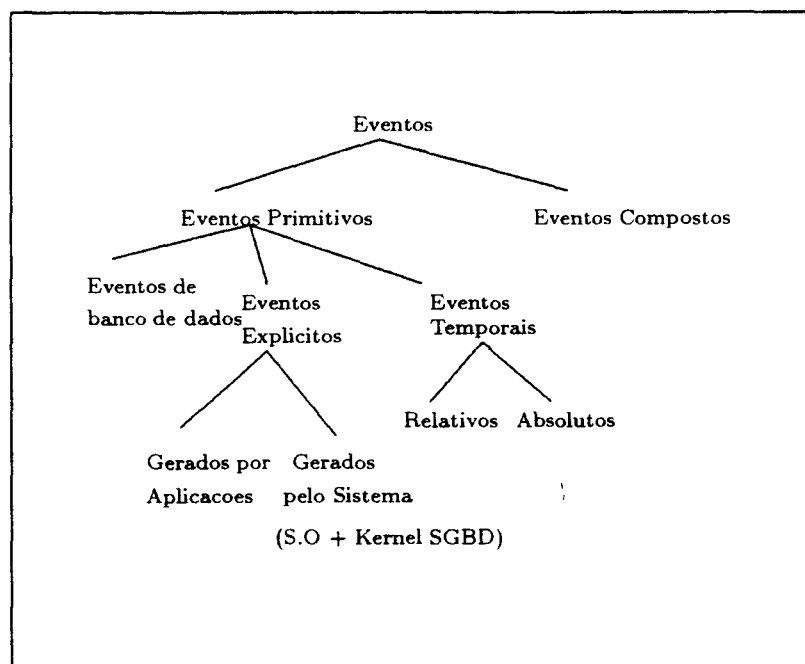 Eventos
Eventos Primitivos
Eventos Compostos
Eventos de
banco de dados
Eventos
Explicitos
Eventos
Temporais
Relativos
Absolutos
Gerados por
Aplicacoes
Gerados
pelo Sistema
(S.O + Kernel SGBD)